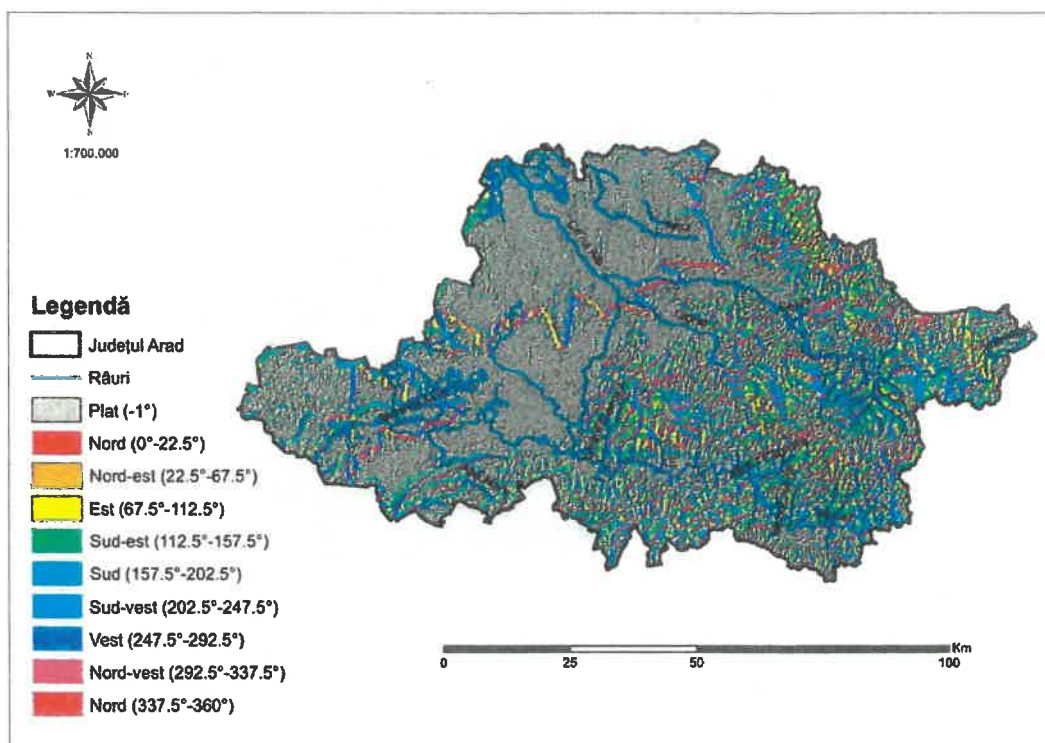 N
W
1:700.000
Legendă
Județul Arad
Râuri
Plat (-1°)
Nord (0°-22.5°)
Nord-est (22.5°-67.5°)
Est (67.5°-112.5°)
Sud-est (112.5°-157.5°)
Sud (157.5°-202.5°)
Sud-vest (202.5°-247.5°)
Vest (247.5°-292.5°)
Nord-vest (292.5°-337.5°)
Nord (337.5°-360°)
Km
0 25 50 100